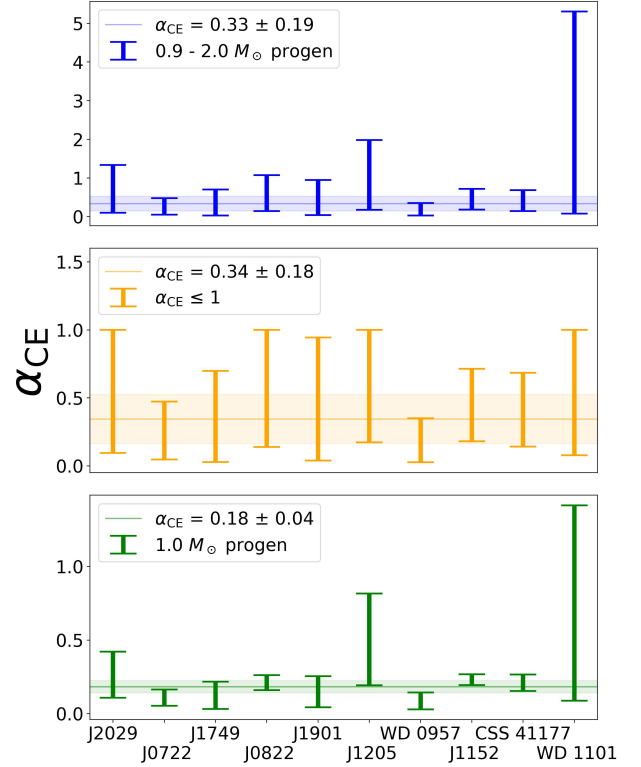 α_CE
5
4
3
2
1
0
α_CE = 0.33 ± 0.19
0.9 - 2.0 M_⊙ progen
1.5
1.0
0.5
0.0
α_CE = 0.34 ± 0.18
α_CE ≤ 1
1.0
0.5
0.0
α_CE = 0.18 ± 0.04
1.0 M_⊙ progen
J2029 J1749 J1901 WD 0957 CSS 41177
J0722 J0822 J1205 J1152 WD 1101